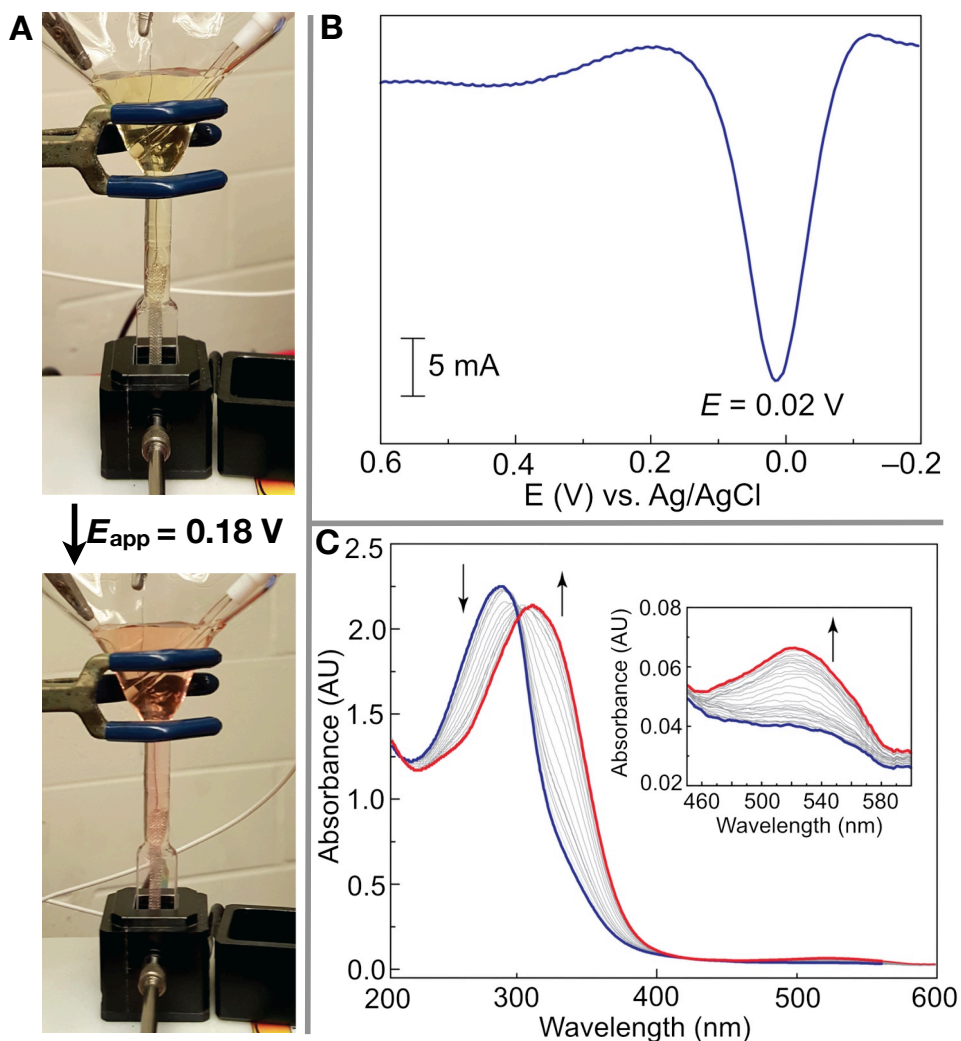 A
E_app = 0.18 V
B
5 mA
E = 0.02 V
0.6 0.4 0.2 0.0 –0.2
E (V) vs. Ag/AgCl
C
2.5
2.0
1.5
1.0
0.5
0.0
Absorbance (AU)
200 300 400 500 600
Wavelength (nm)
0.08
0.06
0.04
0.02
Absorbance (AU)
460 500 540 580
Wavelength (nm)